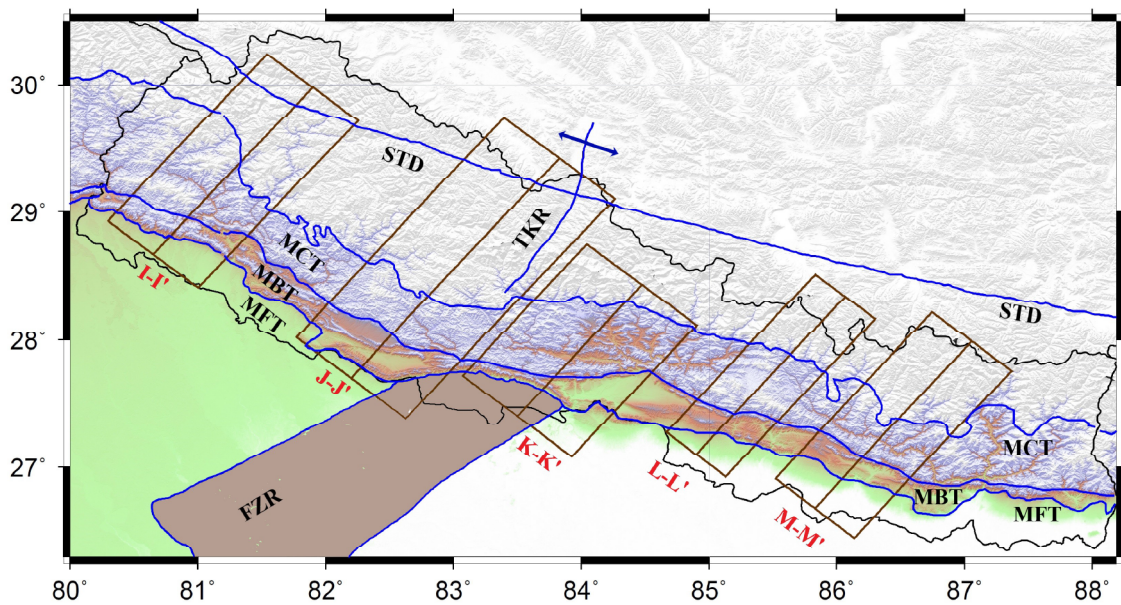 30°
29°
28°
27°
STD
TKR
MCT
MBT
MFT
I-I'
J-J'
K-K'
L-L'
M-M'
STD
MCT
MBT
MFT
FZR
80° 81° 82° 83° 84° 85° 86° 87° 88°